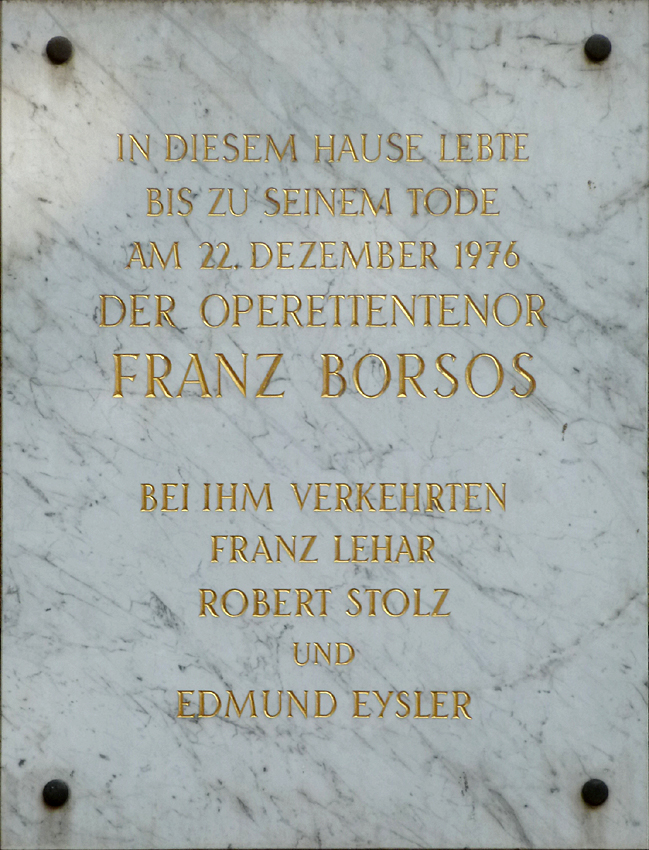 IN DIESEM HAUSE LEBTE
BIS ZU SEINEM TODE
AM 22. DEZEMBER 1976
DER OPERETTENTENOR
FRANZ BORSOS
BEI IHM VERKEHRTEN
FRANZ LEHAR
ROBERT STOLZ
UND
EDMUND EYSLER